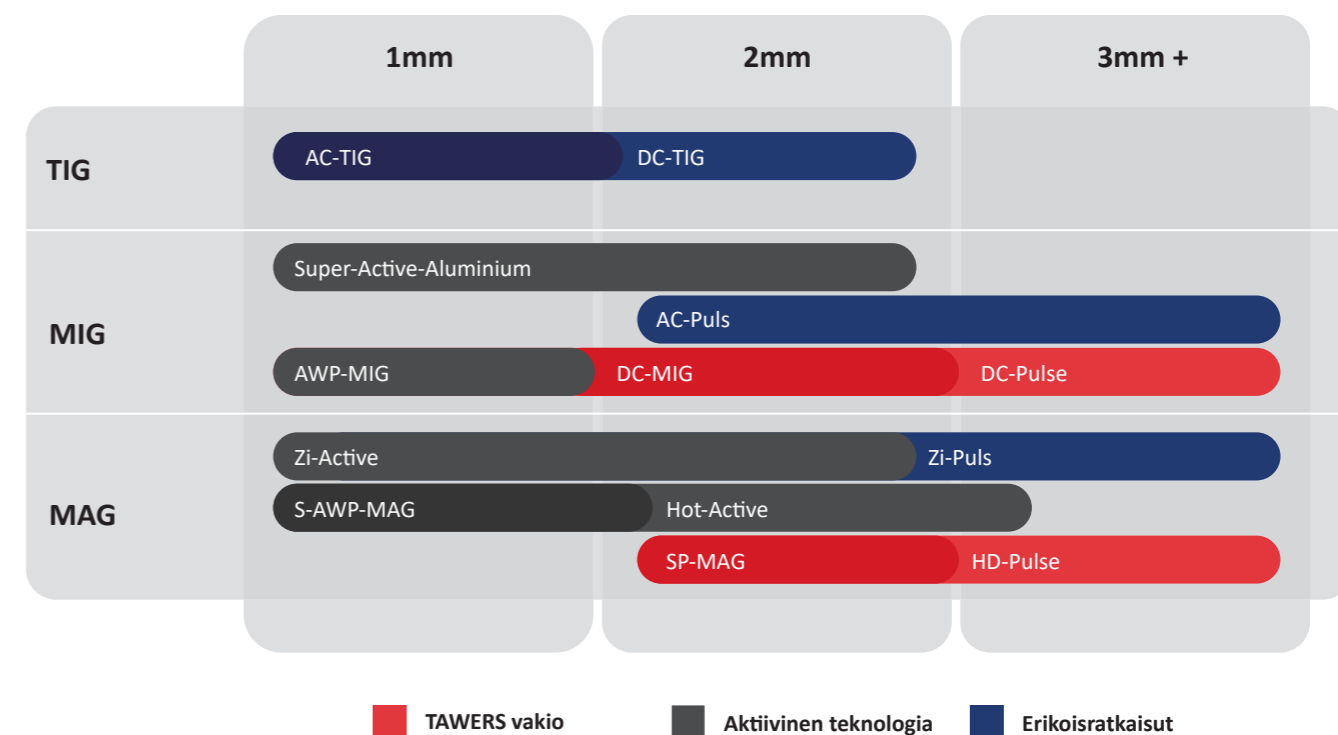 1mm 2mm 3mm +
TIG
AC-TIG DC-TIG
MIG
Super-Active-Aluminium
AC-Puls
AWP-MIG DC-MIG DC-Pulse
MAG
Zi-Active Zi-Puls
S-AWP-MAG Hot-Active
SP-MAG HD-Pulse
TAWERS vakio Aktiivinen teknologia Erikoisratkaisut